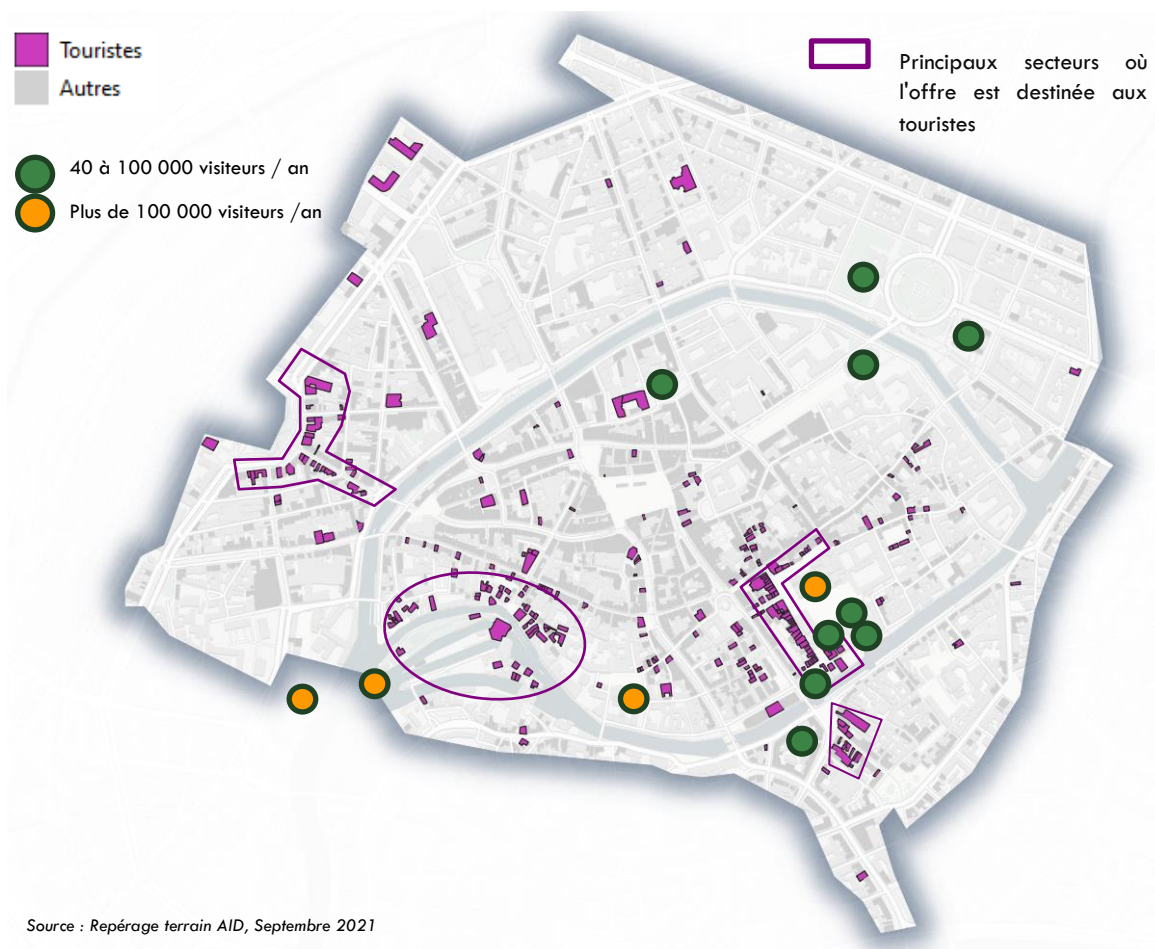 Touristes
Autres
40 à 100 000 visiteurs / an
Plus de 100 000 visiteurs /an
Principaux secteurs où
l'offre est destinée aux
touristes
Source : Repérage terrain AID, Septembre 2021